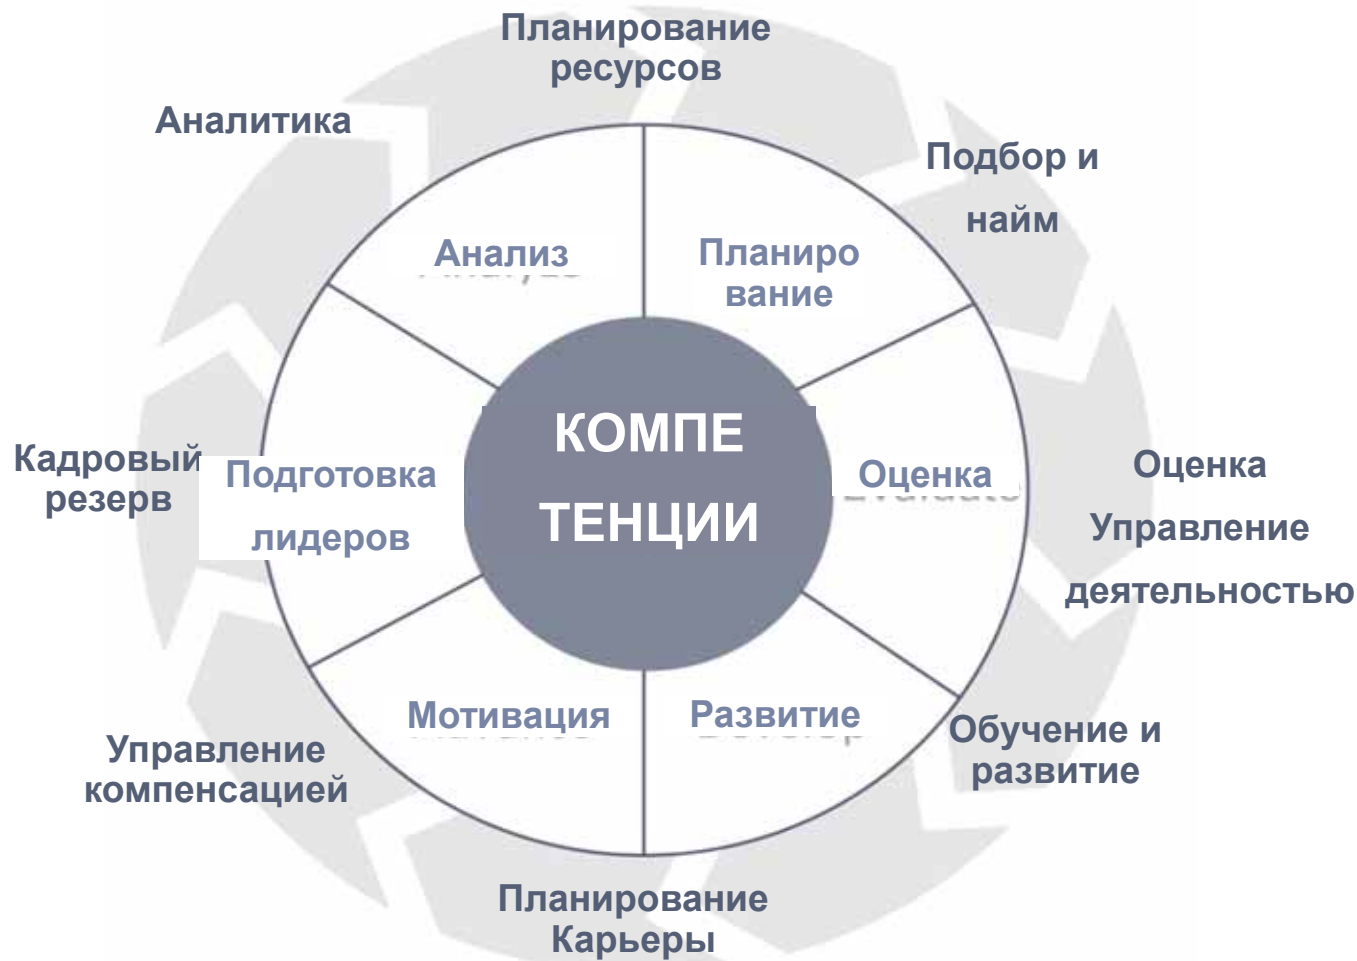 Планирование
ресурсов
Аналитика
Подбор и
найм
Анализ
Планиро
вание
КОМПЕ
ТЕНЦИИ
Кадровый
резерв
Подготовка
лидеров
Оценка
Оценка
Управление
деятельностью
Мотивация
Развитие
Обучение и
развитие
Управление
компенсацией
Планирование
Карьеры